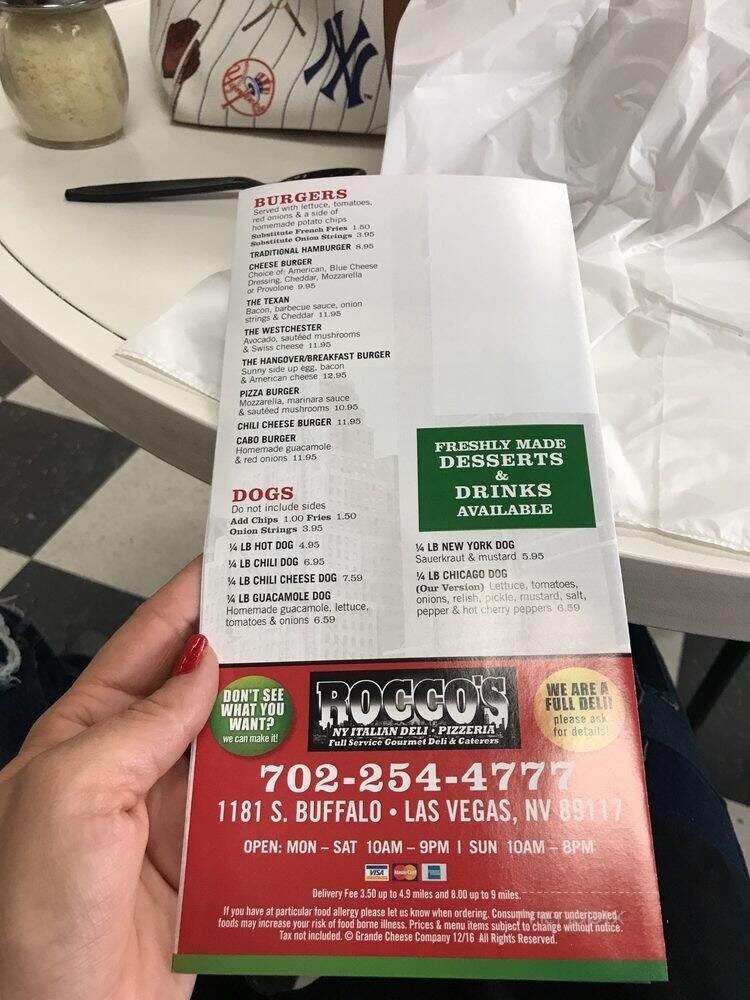 BURGERS
Served with lettuce, tomatoes,
red onions & a side of
homemade potato chips
Substitute French Fries 1.50
Substitute Onion Strings 3.95
TRADITIONAL HAMBURGER 8.95
CHEESE BURGER
Choice of: American, Blue Cheese
Dressing, Cheddar, Mozzarella
or Provolone 9.95
THE TEXAN
Bacon, barbecue sauce, onion
strings & Cheddar 11.95
THE WESTCHESTER
Avocado, sautéed mushrooms
& Swiss cheese 11.95
THE HANGOVER/BREAKFAST BURGER
Sunny side up egg, bacon
& American cheese 12.95
PIZZA BURGER
Mozzarella, marinara sauce
& sautéed mushrooms 10.95
CHILI CHEESE BURGER 11.95
CABO BURGER
Homemade guacamole
& red onions 11.95
DOGS
Do not include sides
Add Chips 1.00 Fries 1.50
Onion Strings 3.95
¼ LB HOT DOG 4.95
¼ LB CHILI DOG 6.95
¼ LB CHILI CHEESE DOG 7.59
¼ LB GUACAMOLE DOG
Homemade guacamole, lettuce,
tomatoes & onions 6.59
FRESHLY MADE
DESSERTS
&
DRINKS
AVAILABLE
¼ LB NEW YORK DOG
Sauerkraut & mustard 5.95
¼ LB CHICAGO DOG
(Our Version) Lettuce, tomatoes,
onions, relish, pickle, mustard, salt,
pepper & hot cherry peppers 6.59
DON'T SEE
WHAT YOU
WANT?
we can make it!
ROCCO'S
NY ITALIAN DELI • PIZZERIA
Full Service Gourmet Deli & Caterers
WE ARE A
FULL DELI!
please ask
for details!
702-254-4777
1181 S. BUFFALO • LAS VEGAS, NV 89117
OPEN: MON – SAT 10AM – 9PM | SUN 10AM – 8PM
VISA MasterCard
Delivery Fee 3.50 up to 4.9 miles and 8.00 up to 9 miles.
If you have at particular food allergy please let us know when ordering. Consuming raw or undercooked
foods may increase your risk of food borne illness. Prices & menu items subject to change without notice.
Tax not included. © Grande Cheese Company 12/16 All Rights Reserved.